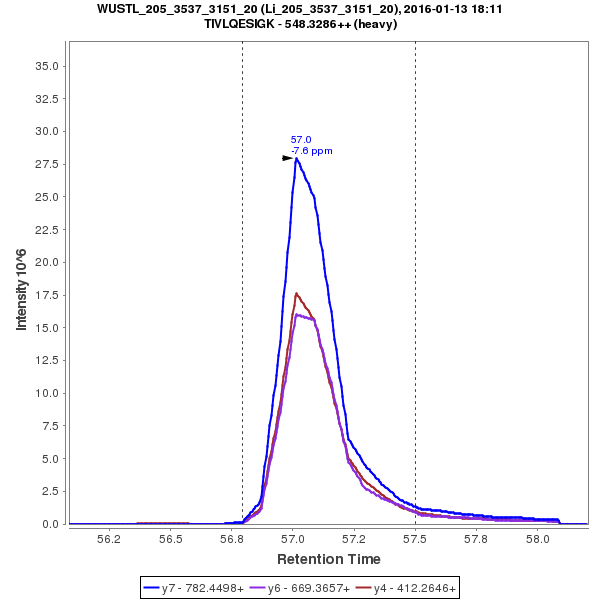 WUSTL_205_3537_3151_20 (Li_205_3537_3151_20), 2016-01-13 18:11
TIVLQESIGK - 548.3286++ (heavy)
57.0
-7.6 ppm
Intensity 10^6
35.0
32.5
30.0
27.5
25.0
22.5
20.0
17.5
15.0
12.5
10.0
7.5
5.0
2.5
0.0
56.2 56.5 56.8 57.0 57.2 57.5 57.8 58.0
Retention Time
y7 - 782.4498+ y6 - 669.3657+ y4 - 412.2646+